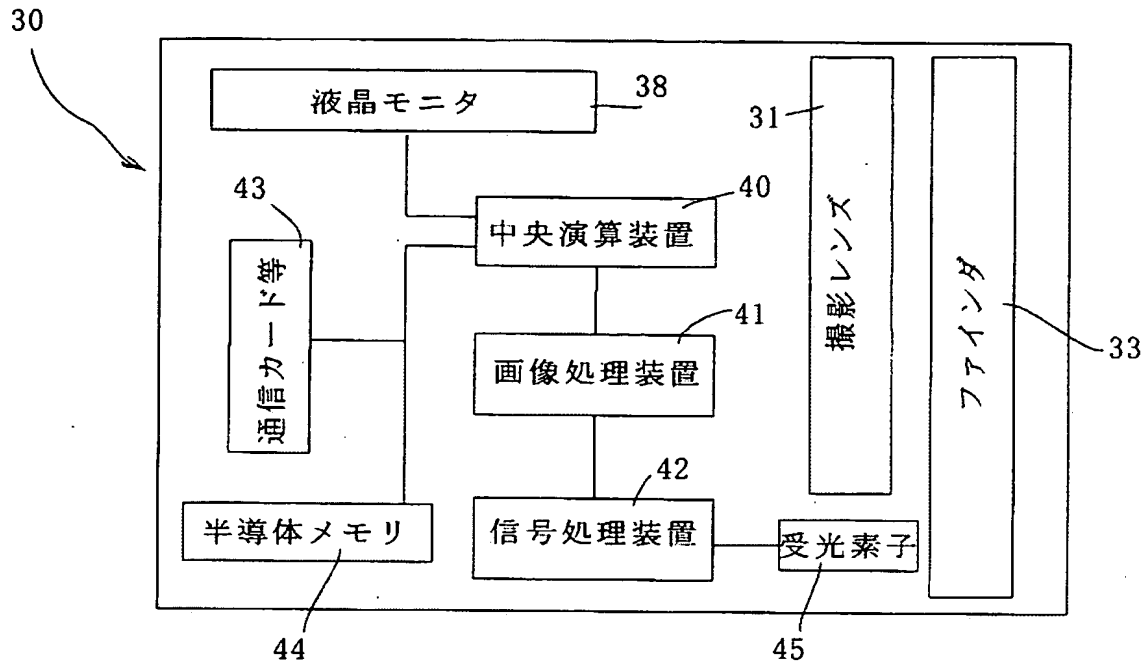 30
液晶モニタ
38
31
撮影レンズ
ファインダ
33
40
中央演算装置
43
通信カード等
41
画像処理装置
42
信号処理装置
半導体メモリ
44
受光素子
45